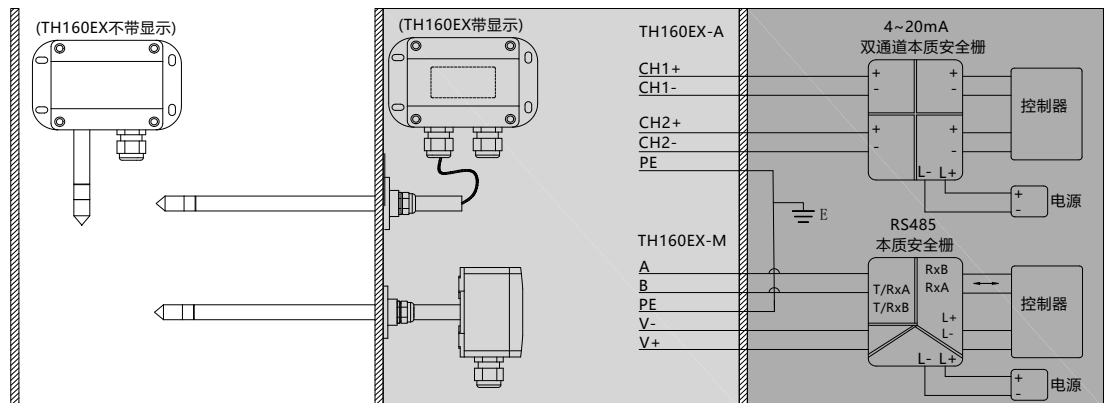 (TH160EX不带显示)
(TH160EX带显示)
TH160EX-A
CH1+
CH1-
CH2+
CH2-
PE
E
4~20mA
双通道本质安全栅
+
-
+
-
+
-
+
-
L- L+
控制器
+
-
电源
TH160EX-M
A
B
PE
V-
V+
RS485
本质安全栅
RxB
RxA
T/RxA
T/RxB
L+
L-
L- L+
控制器
+
-
电源